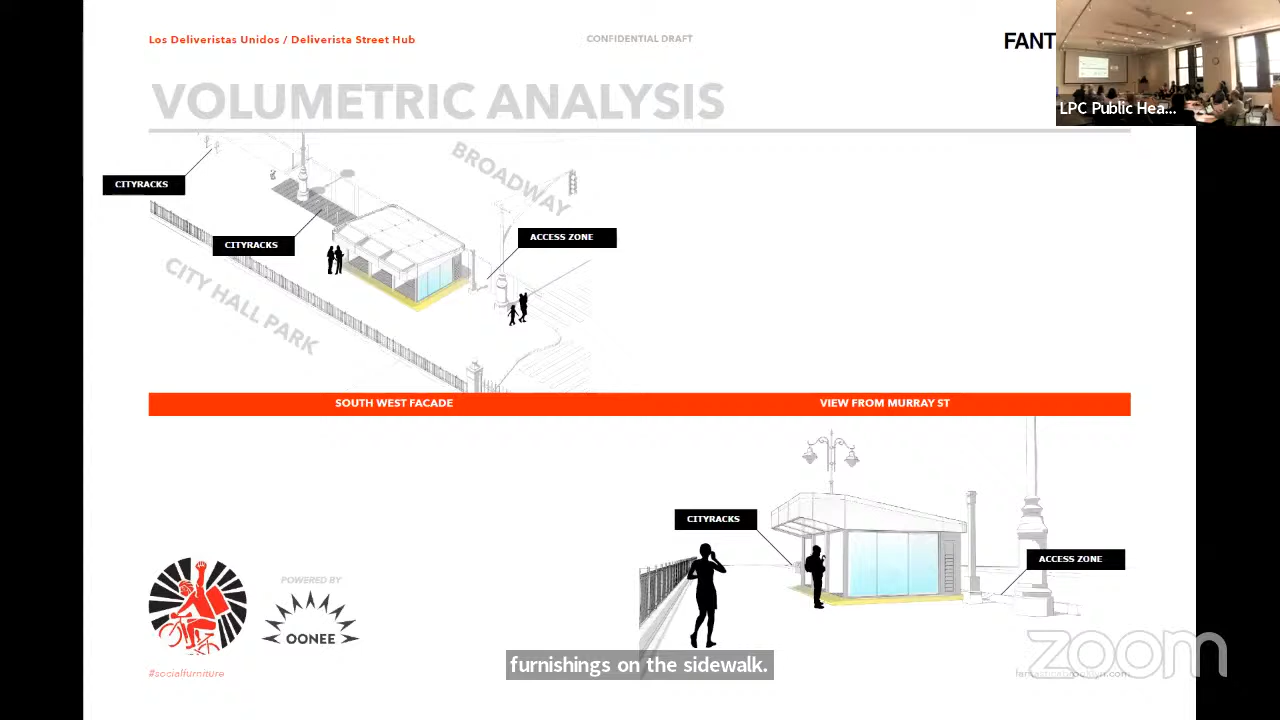 Los Deliveristas Unidos / Deliverista Street Hub
CONFIDENTIAL DRAFT
FANT
LPC Public Hea...
VOLUMETRIC ANALYSIS
BROADWAY
CITYRACKS
CITYRACKS
ACCESS ZONE
CITY HALL PARK
SOUTH WEST FACADE
VIEW FROM MURRAY ST
CITYRACKS
ACCESS ZONE
POWERED BY
OONEE
furnishings on the sidewalk.
zoom
#socialfurniture